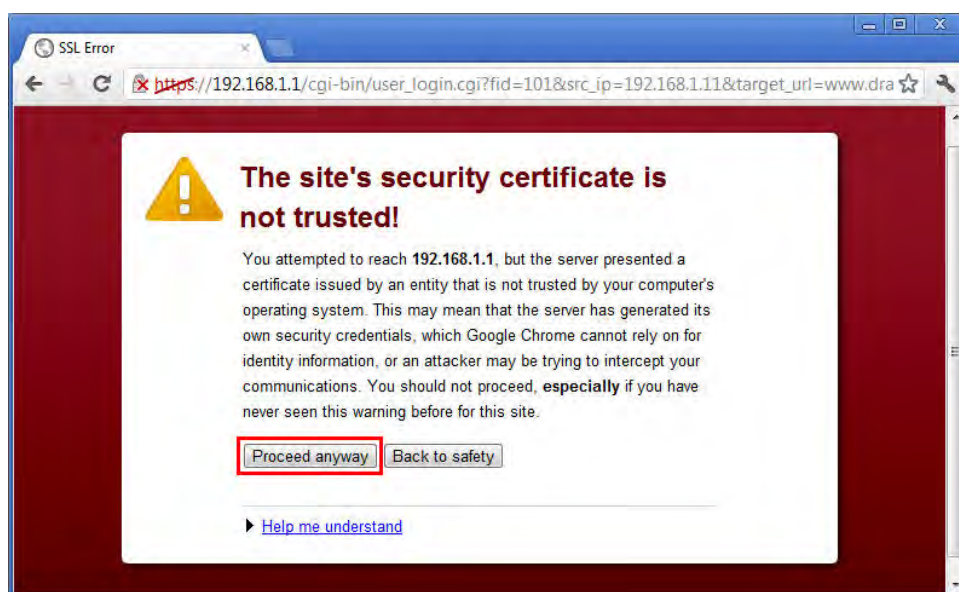 SSL Error
https://192.168.1.1/cgi-bin/user_login.cgi?fid=101&src_ip=192.168.1.11&target_url=www.dra
The site's security certificate is
not trusted!
You attempted to reach 192.168.1.1, but the server presented a
certificate issued by an entity that is not trusted by your computer's
operating system. This may mean that the server has generated its
own security credentials, which Google Chrome cannot rely on for
identity information, or an attacker may be trying to intercept your
communications. You should not proceed, especially if you have
never seen this warning before for this site.
Proceed anyway Back to safety
Help me understand